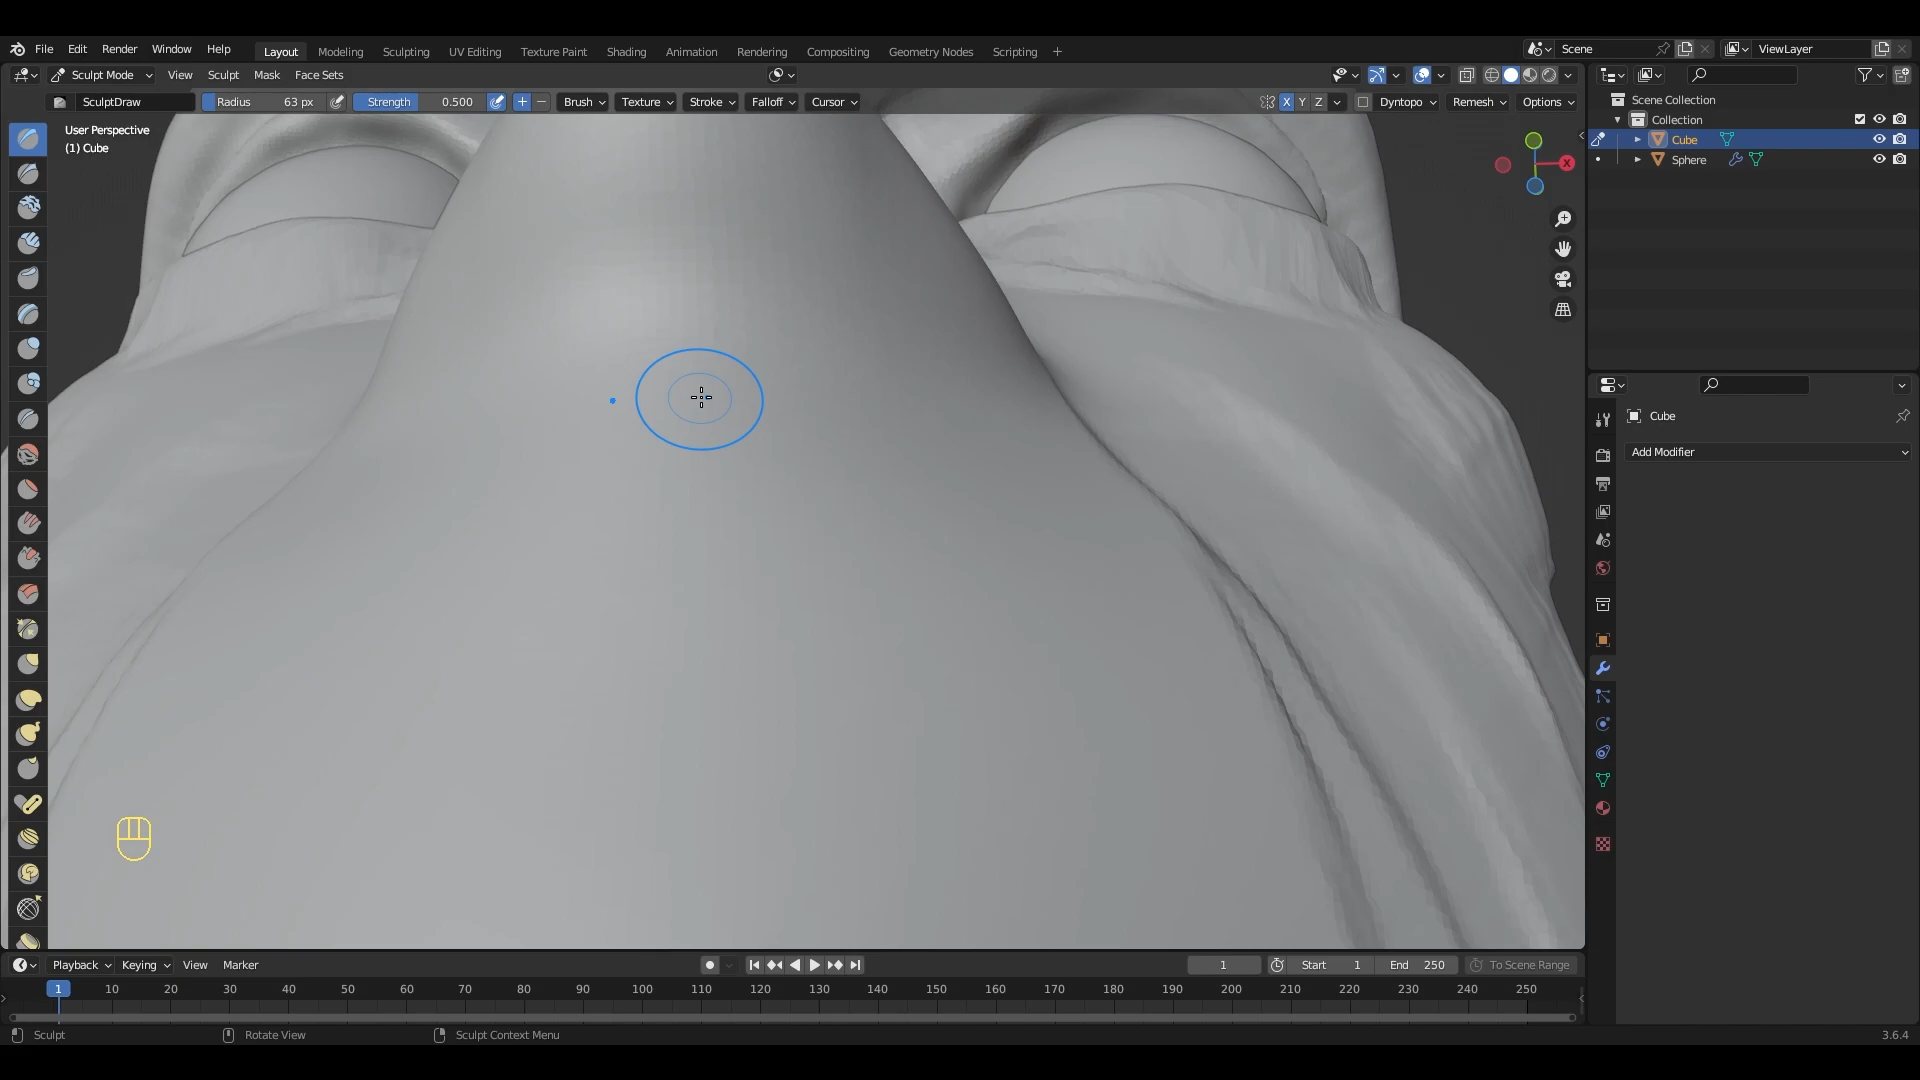 File Edit Render Window Help Layout Modeling Sculpting UV Editing Texture Paint Shading Animation Rendering Compositing Geometry Nodes Scripting + Scene ViewLayer
Sculpt Mode View Sculpt Mask Face Sets
SculptDraw Radius 63 px Strength 0.500 Brush Texture Stroke Falloff Cursor X Y Z Dyntopo Remesh Options
User Perspective
(1) Cube
X
Scene Collection
Collection
Cube
Sphere
Cube
Add Modifier
Playback Keying View Marker 1 Start 1 End 250 To Scene Range
1 10 20 30 40 50 60 70 80 90 100 110 120 130 140 150 160 170 180 190 200 210 220 230 240 250
Sculpt Rotate View Sculpt Context Menu 3.6.4